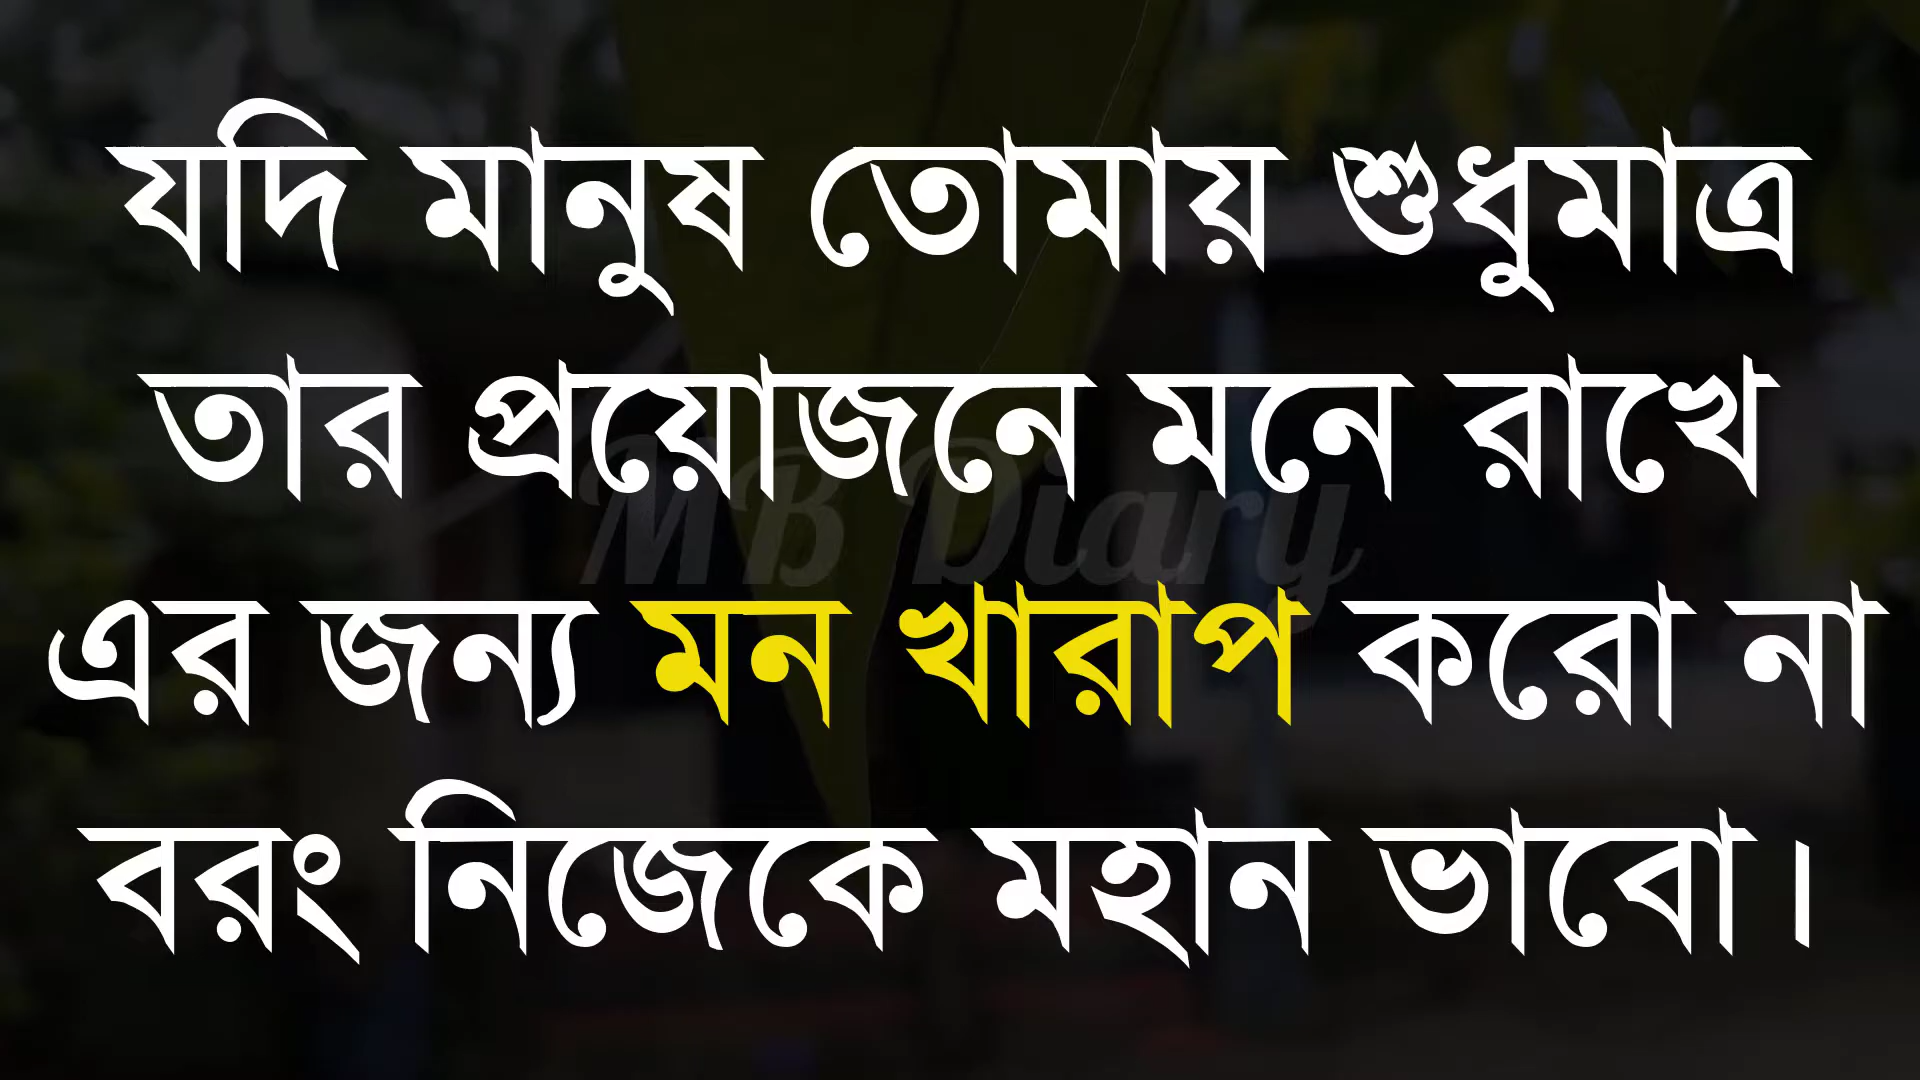 যদি মানুষ তোমায় শুধুমাত্র
তার প্রয়োজনে মনে রাখে
MB Diary
এর জন্য মন খারাপ করো না
বরং নিজেকে মহান ভাবো।